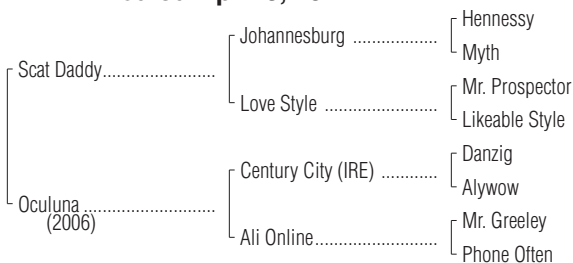 Hennessy
Johannesburg ....................
Myth
Scat Daddy...........................
Mr. Prospector
Love Style ...........................
Likeable Style
Danzig
Century City (IRE) .............
Alywow
Oculuna ................................
(2006)
Mr. Greeley
Ali Online.............................
Phone Often